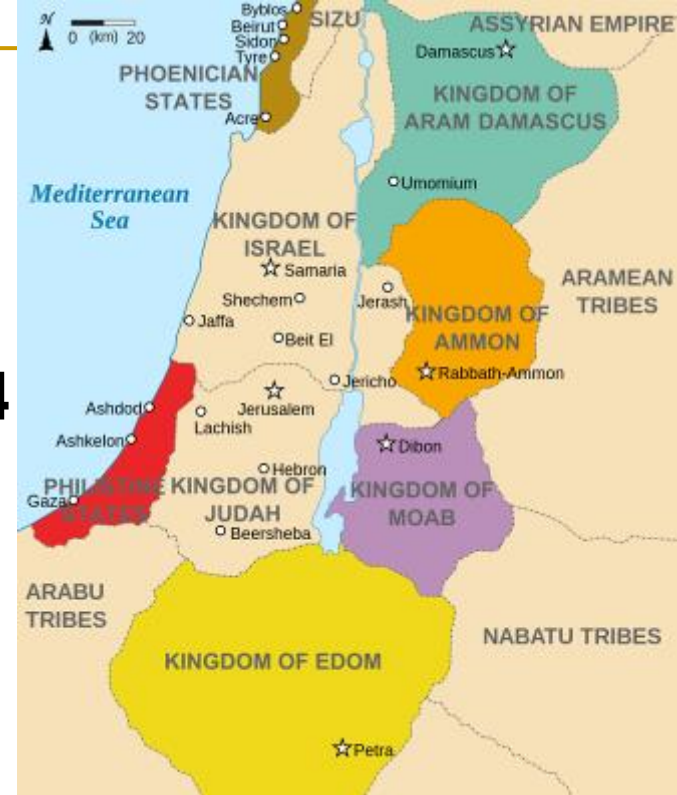 N
0 (km) 20
Byblos
Beirut
Sidon
Tyre
SIZU
ASSYRIAN EMPIRE
Damascus
PHOENICIAN
STATES
KINGDOM OF
ARAM DAMASCUS
Acre
Umomium
Mediterranean
Sea
KINGDOM OF
ISRAEL
Samaria
Shechem
Jerash
ARAMEAN
TRIBES
Jaffa
KINGDOM OF
AMMON
Beit El
Rabbath-Ammon
Jericho
4
Ashdod
Jerusalem
Lachish
Ashkelon
Dibon
Hebron
Gaza
PHILISTINE
STATES
KINGDOM OF
JUDAH
KINGDOM OF
MOAB
Beersheba
ARABU
TRIBES
NABATU TRIBES
KINGDOM OF EDOM
Petra